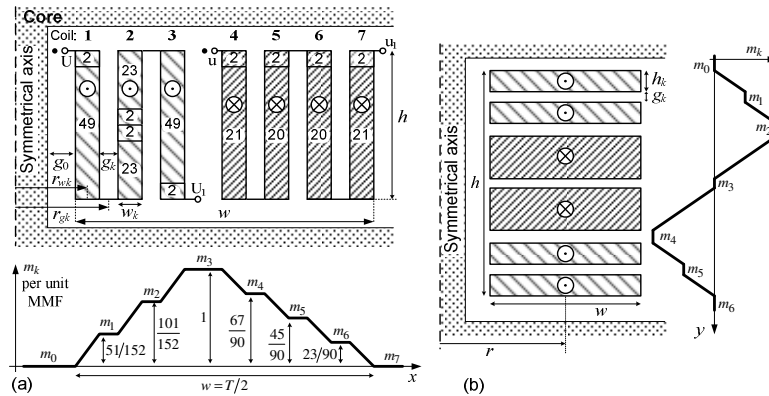 Core
Coil: 1 2 3 4 5 6 7
U u u₁
2 23 2 2 2 2 2
49 2 2 23 49 21 20 20 21
2 U₁
Symmetrical axis
g₀ gₖ h
r_wk
r_gk
wₖ w
mₖ
per unit
MMF
m₀ m₁ m₂ m₃ m₄ m₅ m₆ m₇
51/152 101/152 1 67/90 45/90 23/90
x
w = T/2
(a)
Symmetrical axis
hₖ
gₖ
h
w
r
(b)
mₖ
m₀
m₁
m₂
m₃
m₄
m₅
m₆
y